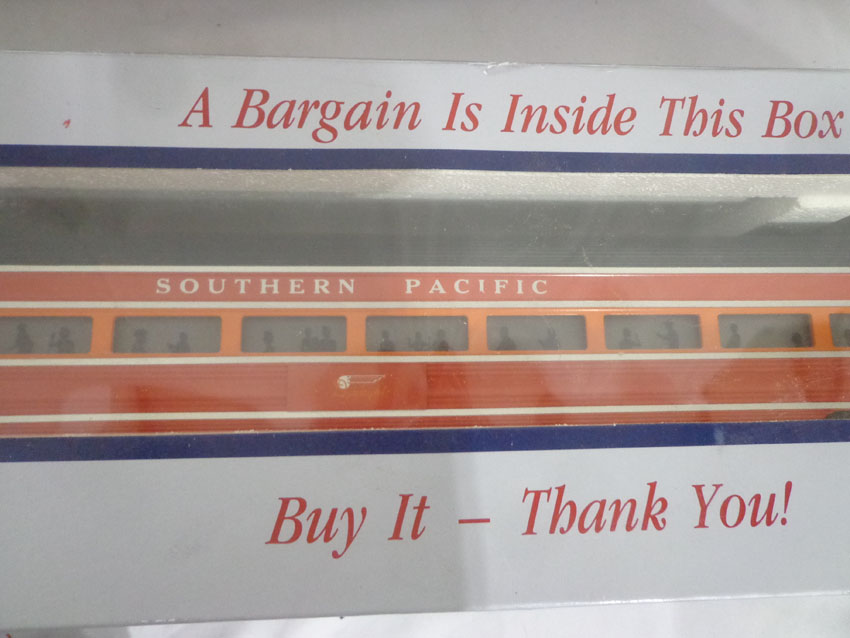 A Bargain Is Inside This Box
SOUTHERN PACIFIC
Buy It – Thank You!